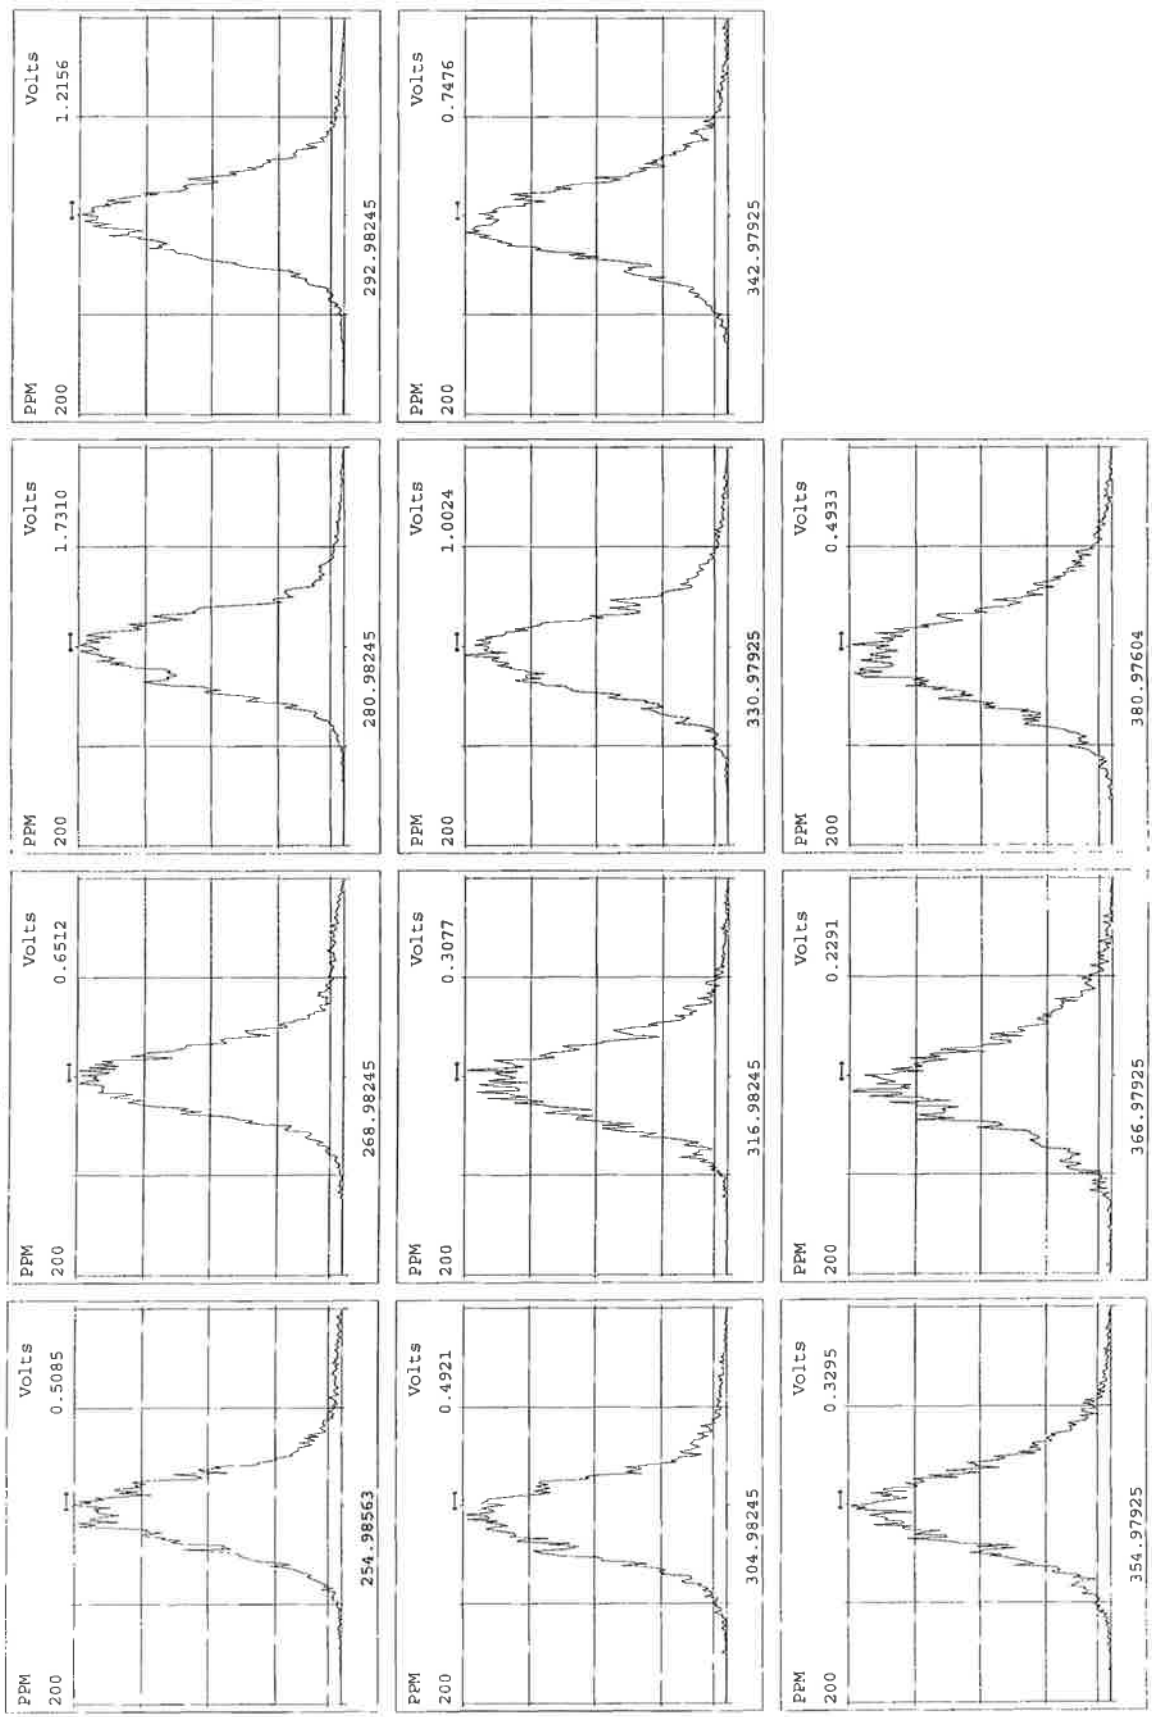 PPM Volts
200 0.5085
254.98563
PPM Volts
200 0.6512
268.98245
PPM Volts
200 1.7310
280.98245
PPM Volts
200 1.2156
292.98245
PPM Volts
200 0.4921
304.98245
PPM Volts
200 0.3077
316.98245
PPM Volts
200 1.0024
330.97925
PPM Volts
200 0.7476
342.97925
PPM Volts
200 0.3295
354.97925
PPM Volts
200 0.2291
366.97925
PPM Volts
200 0.4933
380.97604